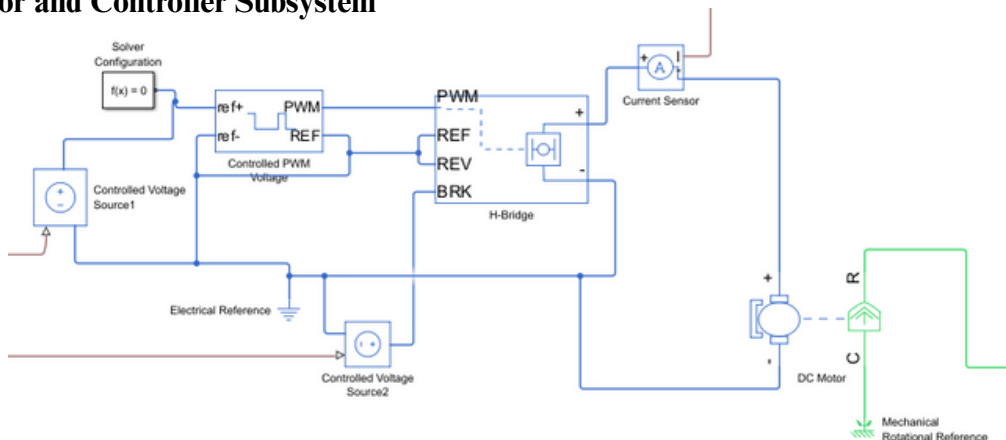 or and Controller Subsystem
Solver
Configuration
f(x) = 0
ref+
PWM
ref-
REF
Controlled PWM
Voltage
Controlled Voltage
Source1
PWM
REF
REV
BRK
+
-
H-Bridge
+
A
I
-
Current Sensor
Electrical Reference
Controlled Voltage
Source2
+
-
DC Motor
R
C
Mechanical
Rotational Reference